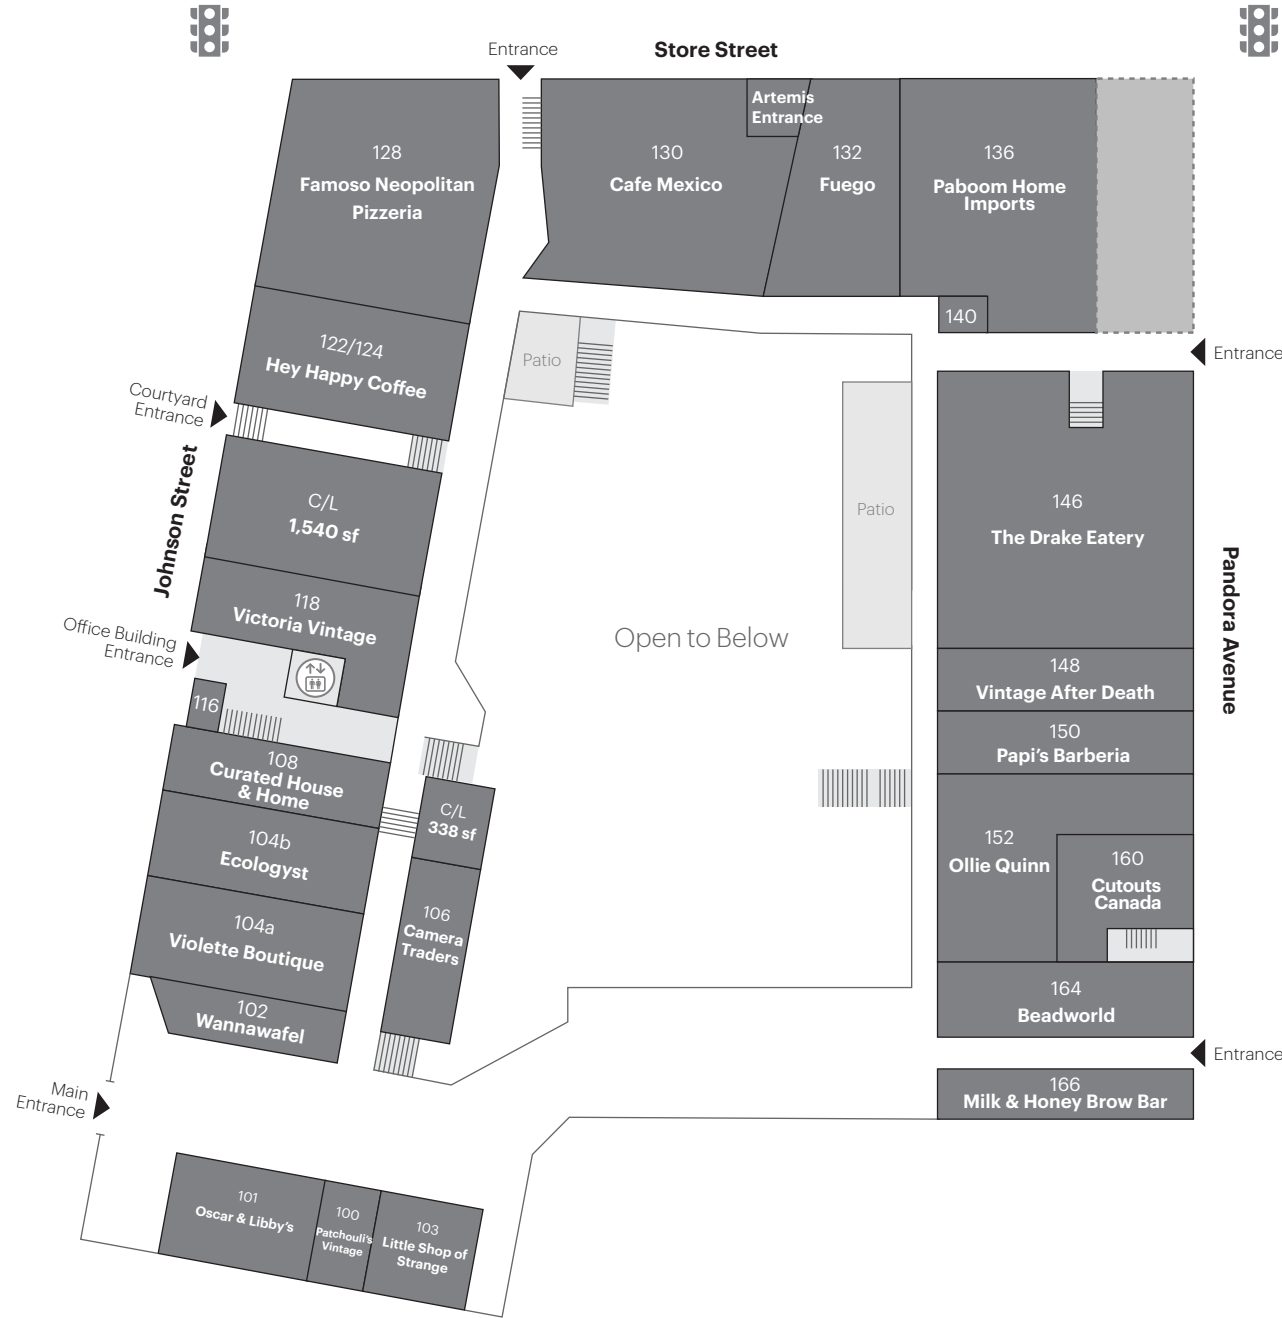 Entrance
Store Street
Artemis
Entrance
128
Famoso Neopolitan
Pizzeria
130
Cafe Mexico
132
Fuego
136
Paboom Home
Imports
140
Entrance
122/124
Hey Happy Coffee
Patio
Courtyard
Entrance
Johnson Street
C/L
1,540 sf
Patio
146
The Drake Eatery
Pandora Avenue
118
Victoria Vintage
Office Building
Entrance
Open to Below
148
Vintage After Death
116
150
Papi's Barberia
108
Curated House
& Home
C/L
338 sf
104b
Ecologyst
152
Ollie Quinn
160
Cutouts
Canada
104a
Violette Boutique
106
Camera
Traders
102
Wannawafel
164
Beadworld
Entrance
Main
Entrance
166
Milk & Honey Brow Bar
101
Oscar & Libby's
100
Patchouli's
Vintage
103
Little Shop of
Strange